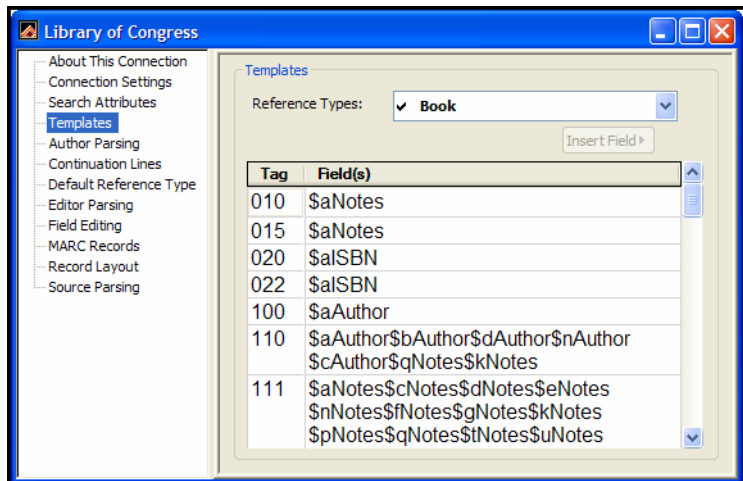 Library of Congress
About This Connection
Connection Settings
Search Attributes
Templates
Author Parsing
Continuation Lines
Default Reference Type
Editor Parsing
Field Editing
MARC Records
Record Layout
Source Parsing
Templates
Reference Types: ✔ Book
Insert Field
Tag Field(s)
010 $aNotes
015 $aNotes
020 $aISBN
022 $aISBN
100 $aAuthor
110 $aAuthor$bAuthor$dAuthor$nAuthor
$cAuthor$qNotes$kNotes
111 $aNotes$cNotes$dNotes$eNotes
$nNotes$fNotes$gNotes$kNotes
$pNotes$qNotes$tNotes$uNotes